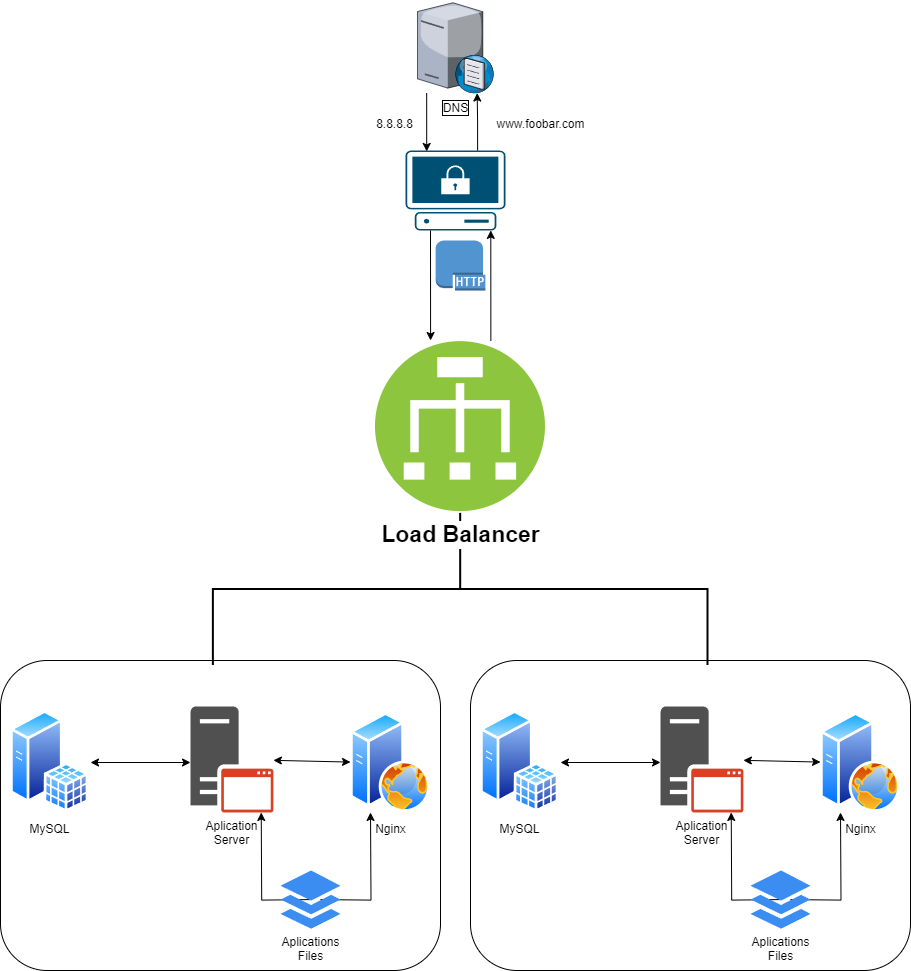 DNS
8.8.8.8
www.foobar.com
HTTP
Load Balancer
MySQL
Aplication
Server
Nginx
Aplications
Files
MySQL
Aplication
Server
Nginx
Aplications
Files